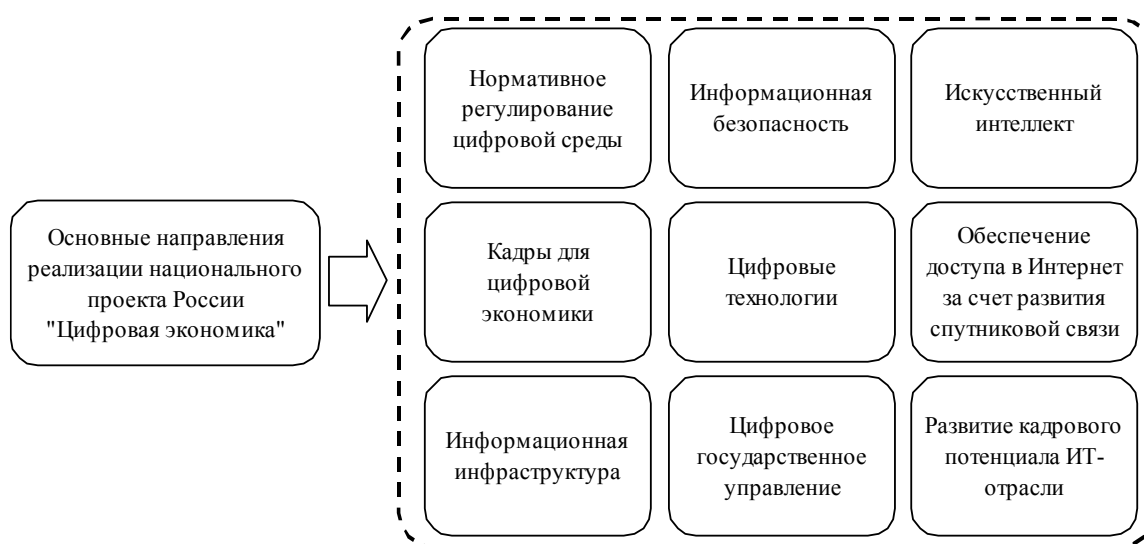 Основные направления
реализации национального
проекта России
"Цифровая экономика"
Нормативное
регулирование
цифровой среды
Информационная
безопасность
Искусственный
интеллект
Кадры для
цифровой
экономики
Цифровые
технологии
Обеспечение
доступа в Интернет
за счет развития
спутниковой связи
Информационная
инфраструктура
Цифровое
государственное
управление
Развитие кадрового
потенциала ИТ-
отрасли